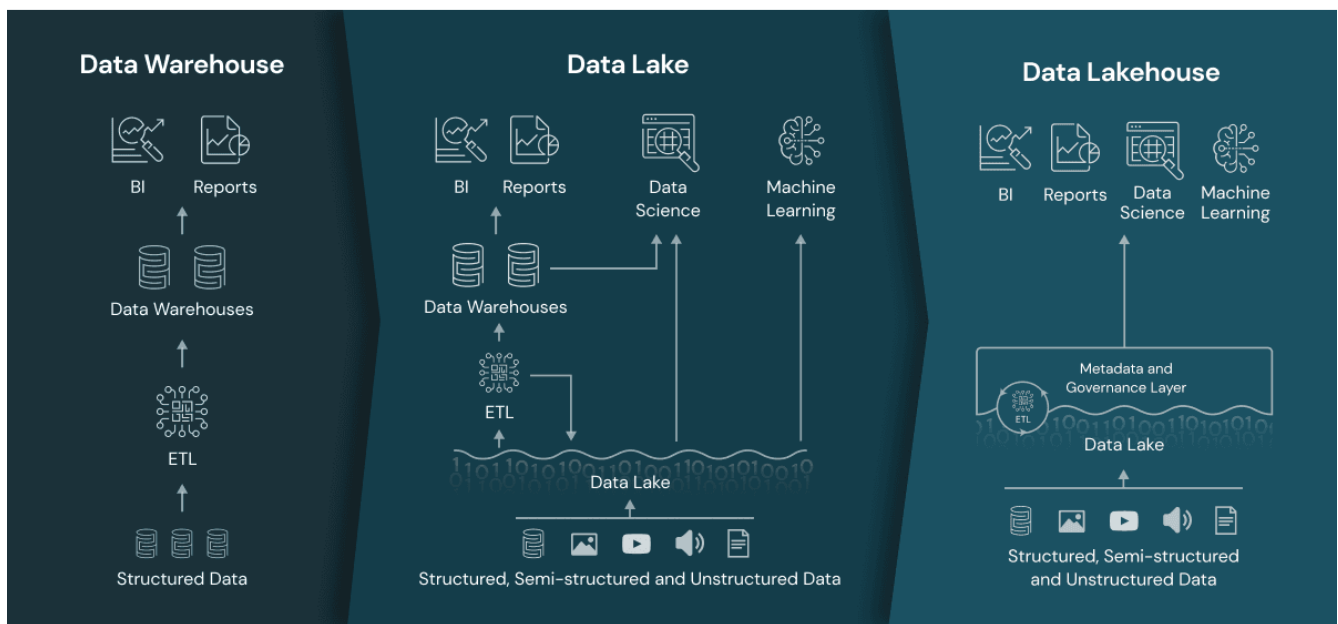 Data Warehouse
BI
Reports
Data Warehouses
ETL
Structured Data
Data Lake
BI
Reports
Data
Science
Machine
Learning
Data Warehouses
ETL
Data Lake
Structured, Semi-structured and Unstructured Data
Data Lakehouse
BI
Reports
Data
Science
Machine
Learning
Metadata and
Governance Layer
ETL
Data Lake
Structured, Semi-structured
and Unstructured Data